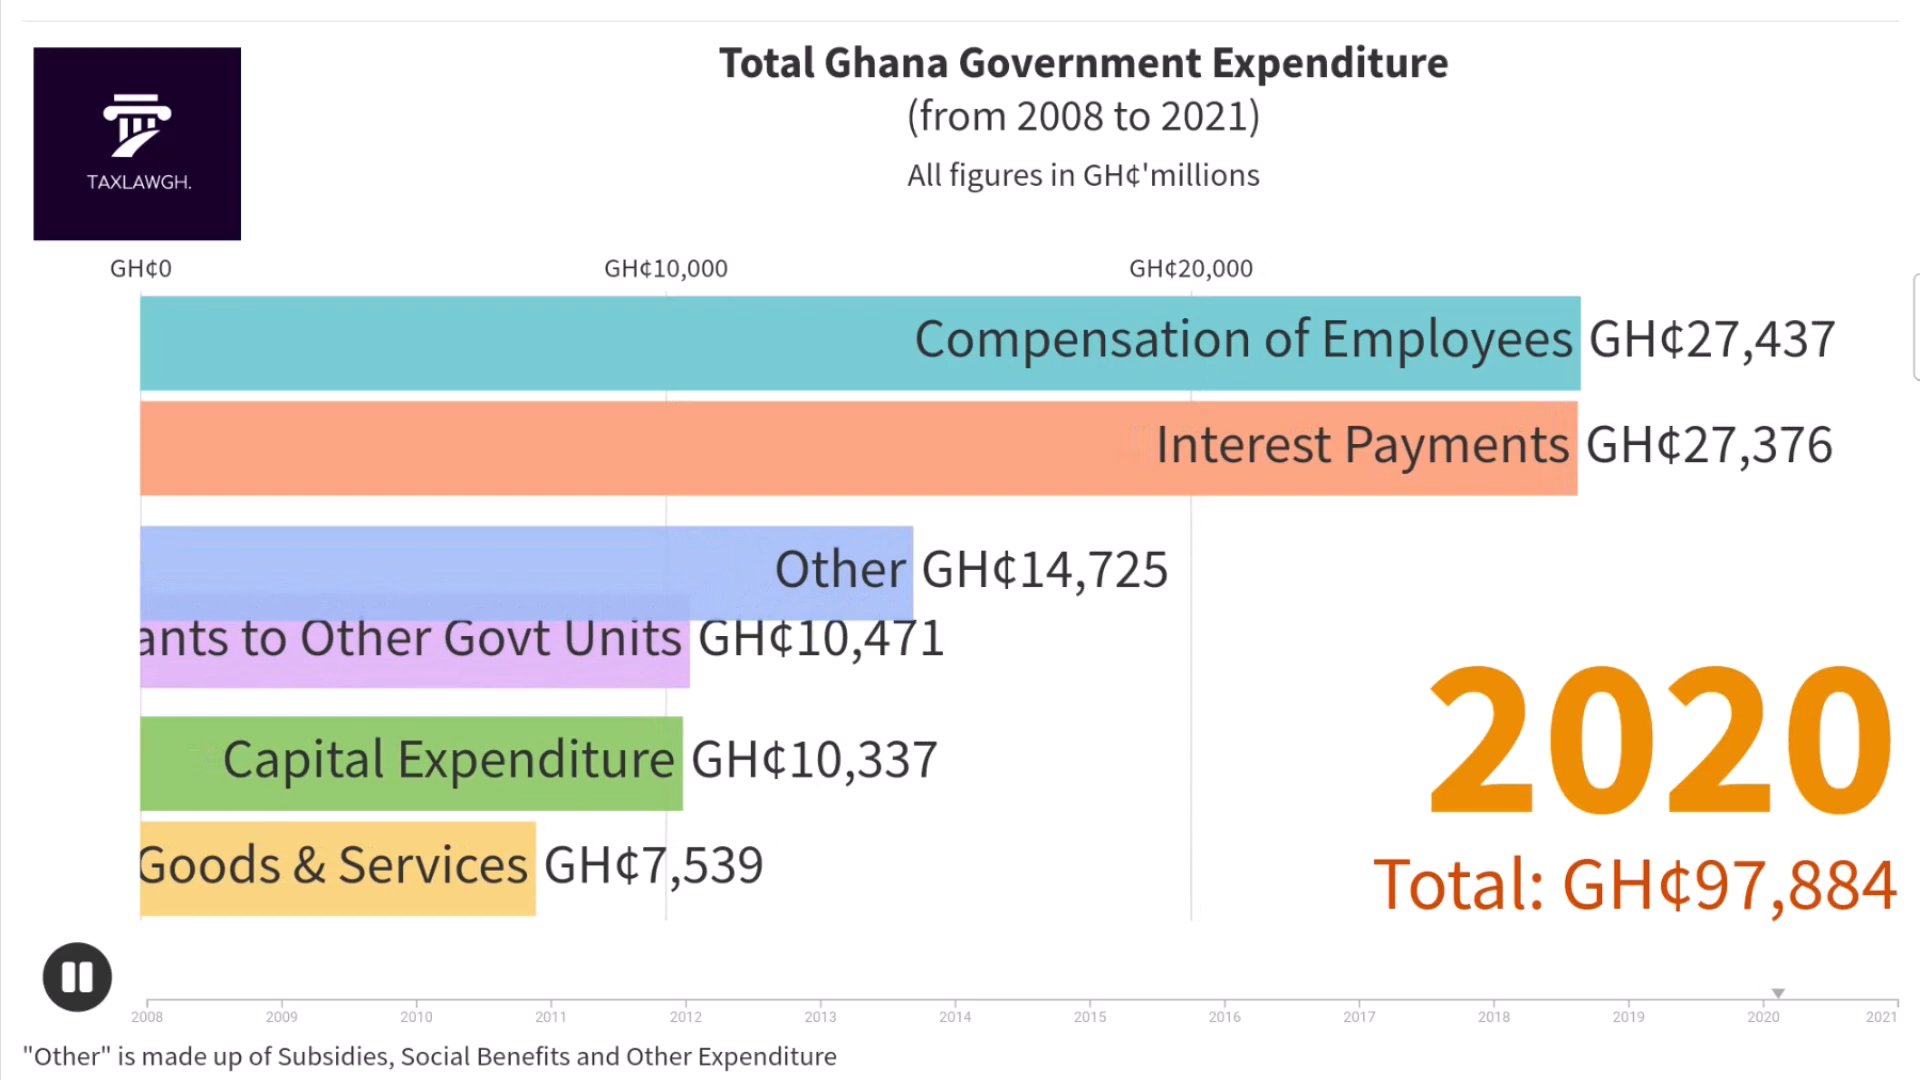 Total Ghana Government Expenditure
(from 2008 to 2021)
All figures in GH¢'millions
TAXLAWGH.
GH¢0 GH¢10,000 GH¢20,000
Compensation of Employees GH¢27,437
Interest Payments GH¢27,376
Other GH¢14,725
ants to Other Govt Units GH¢10,471
Capital Expenditure GH¢10,337
Goods & Services GH¢7,539
2020
Total: GH¢97,884
2008 2009 2010 2011 2012 2013 2014 2015 2016 2017 2018 2019 2020 2021
"Other" is made up of Subsidies, Social Benefits and Other Expenditure